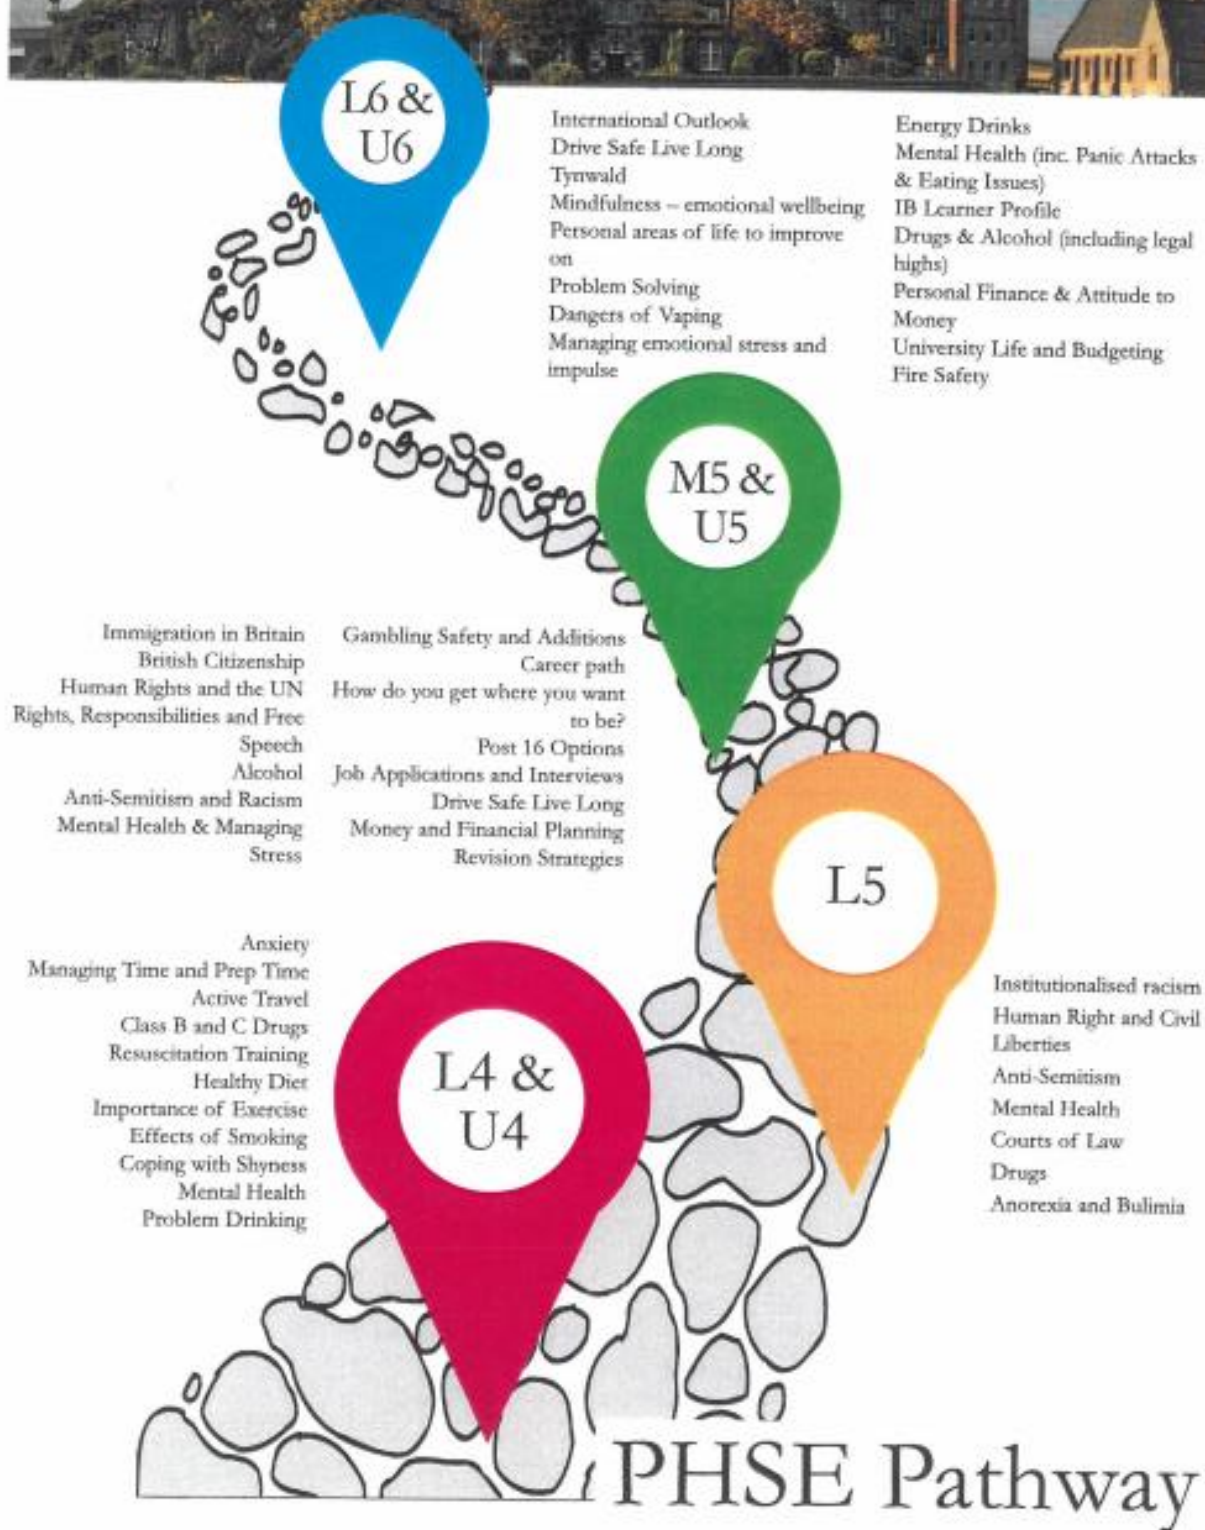 L6 &
U6
International Outlook
Drive Safe Live Long
Tynwald
Mindfulness – emotional wellbeing
Personal areas of life to improve
on
Problem Solving
Dangers of Vaping
Managing emotional stress and
impulse
Energy Drinks
Mental Health (inc. Panic Attacks
& Eating Issues)
IB Learner Profile
Drugs & Alcohol (including legal
highs)
Personal Finance & Attitude to
Money
University Life and Budgeting
Fire Safety
M5 &
U5
Immigration in Britain
British Citizenship
Human Rights and the UN
Rights, Responsibilities and Free
Speech
Alcohol
Anti-Semitism and Racism
Mental Health & Managing
Stress
Gambling Safety and Additions
Career path
How do you get where you want
to be?
Post 16 Options
Job Applications and Interviews
Drive Safe Live Long
Money and Financial Planning
Revision Strategies
L5
Institutionalised racism
Human Right and Civil
Liberties
Anti-Semitism
Mental Health
Courts of Law
Drugs
Anorexia and Bulimia
L4 &
U4
Anxiety
Managing Time and Prep Time
Active Travel
Class B and C Drugs
Resuscitation Training
Healthy Diet
Importance of Exercise
Effects of Smoking
Coping with Shyness
Mental Health
Problem Drinking
PHSE Pathway